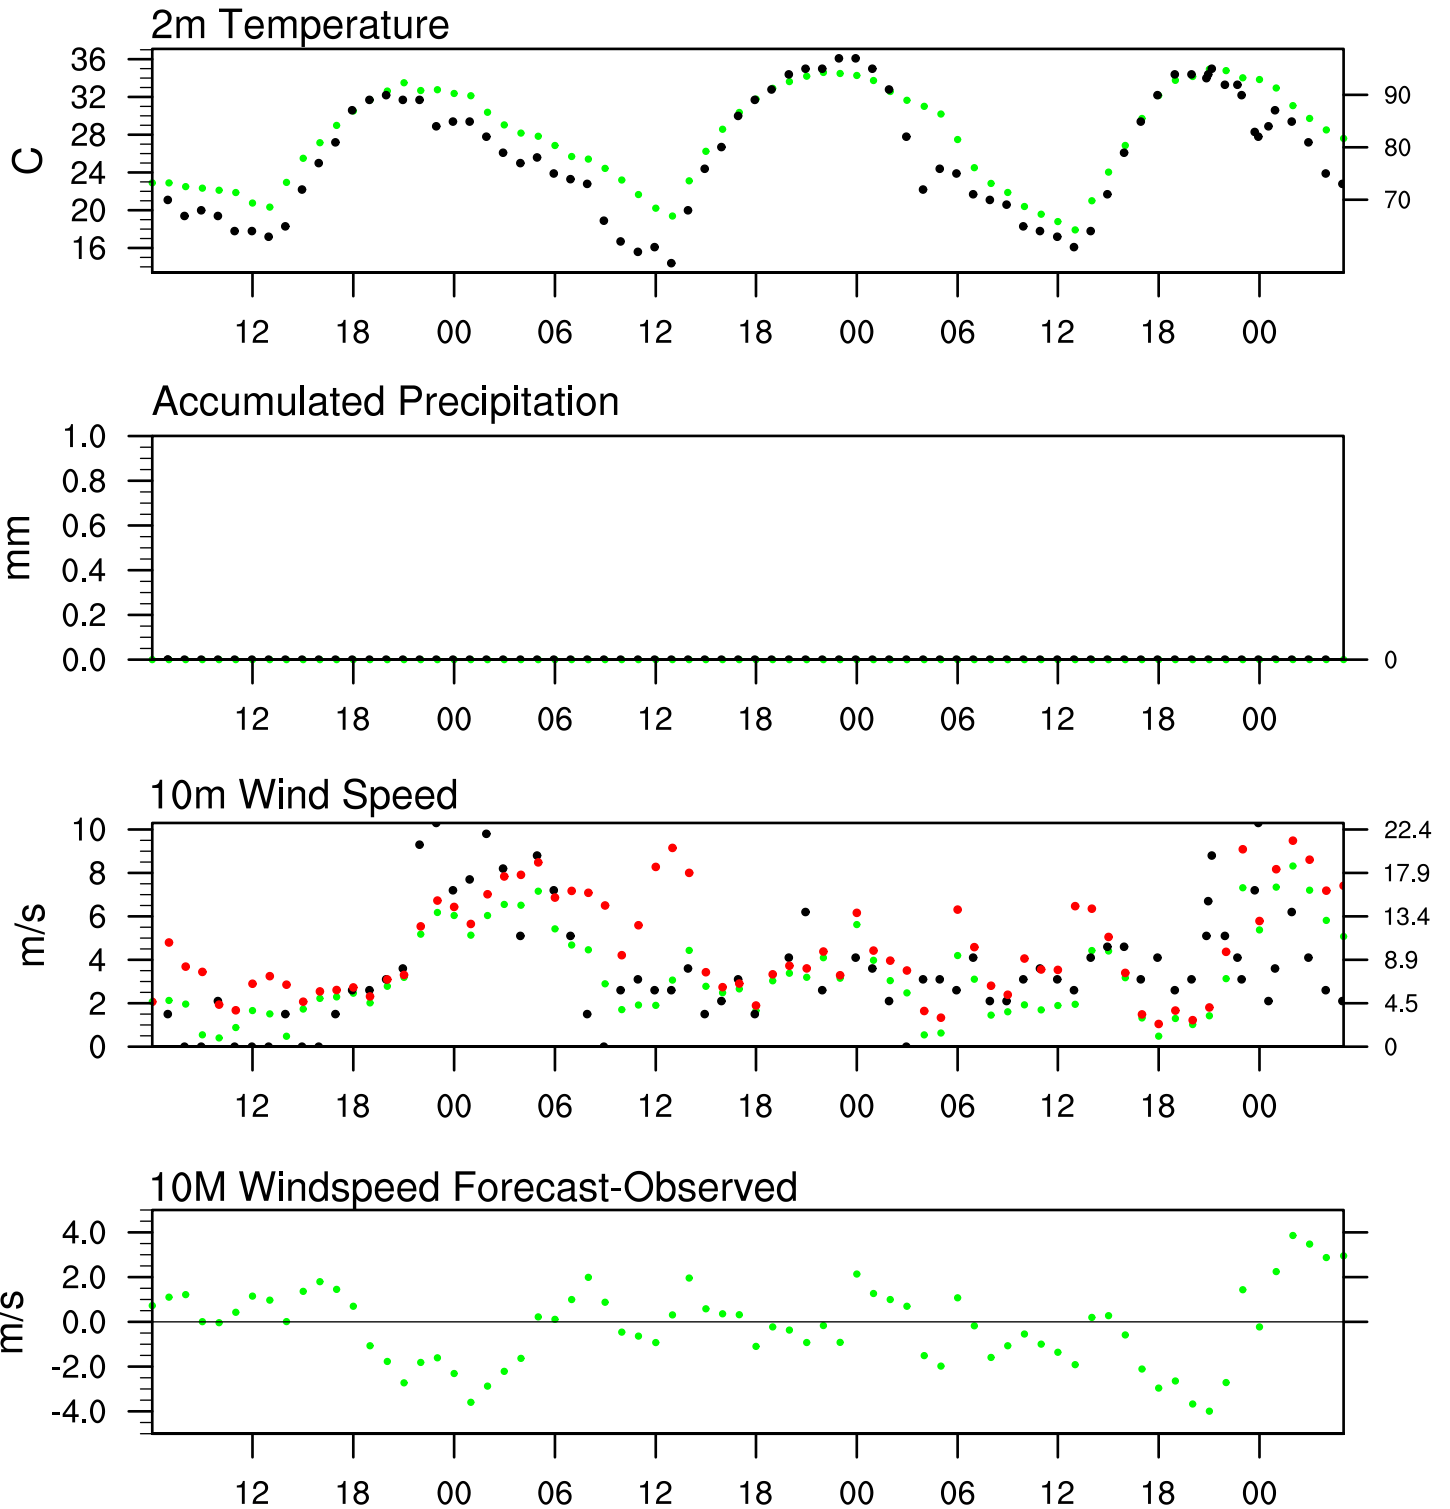 2m Temperature
36
32
28
24
20
16
C
90
80
70
12 18 00 06 12 18 00 06 12 18 00
Accumulated Precipitation
1.0
0.8
0.6
0.4
0.2
0.0
mm
0
12 18 00 06 12 18 00 06 12 18 00
10m Wind Speed
10
8
6
4
2
0
m/s
22.4
17.9
13.4
8.9
4.5
0
12 18 00 06 12 18 00 06 12 18 00
10M Windspeed Forecast-Observed
4.0
2.0
0.0
-2.0
-4.0
m/s
12 18 00 06 12 18 00 06 12 18 00